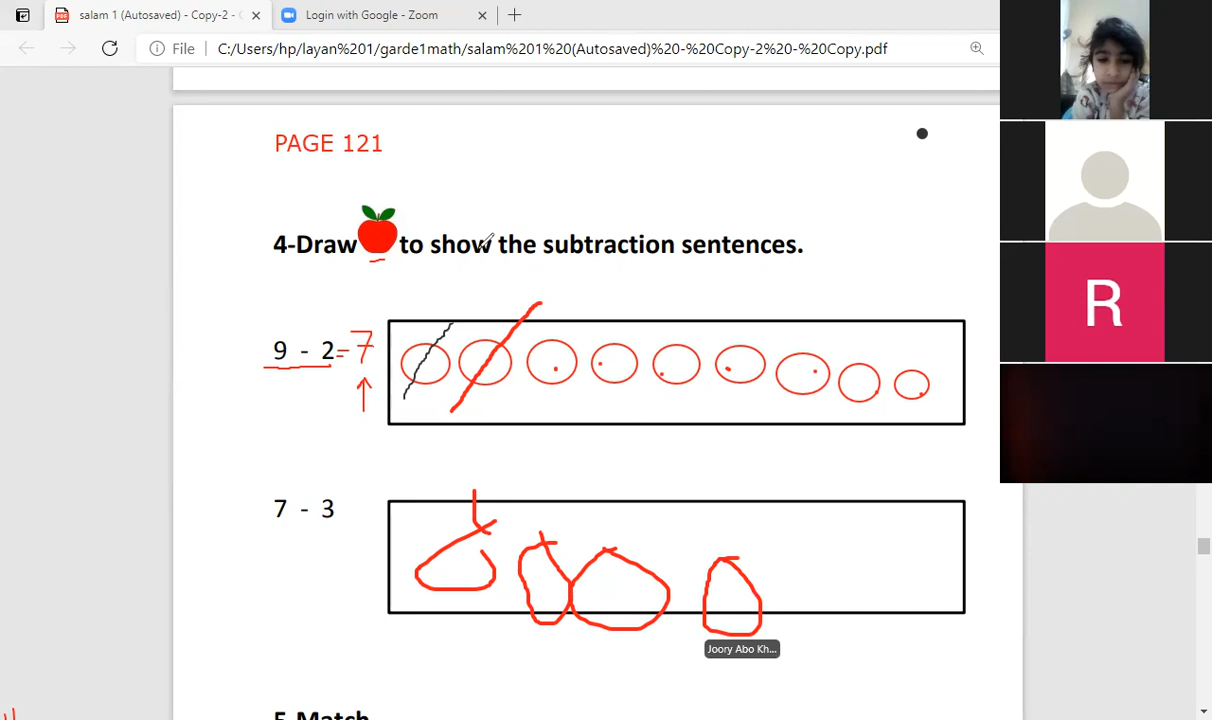 salam 1 (Autosaved) - Copy-2 -
Login with Google - Zoom
File C:/Users/hp/layan%201/garde1math/salam%201%20(Autosaved)%20-%20Copy-2%20-%20Copy.pdf
PAGE 121
4-Draw to show the subtraction sentences.
9 - 2 = 7
R
7 - 3
Joory Abo Kh...
5-Match